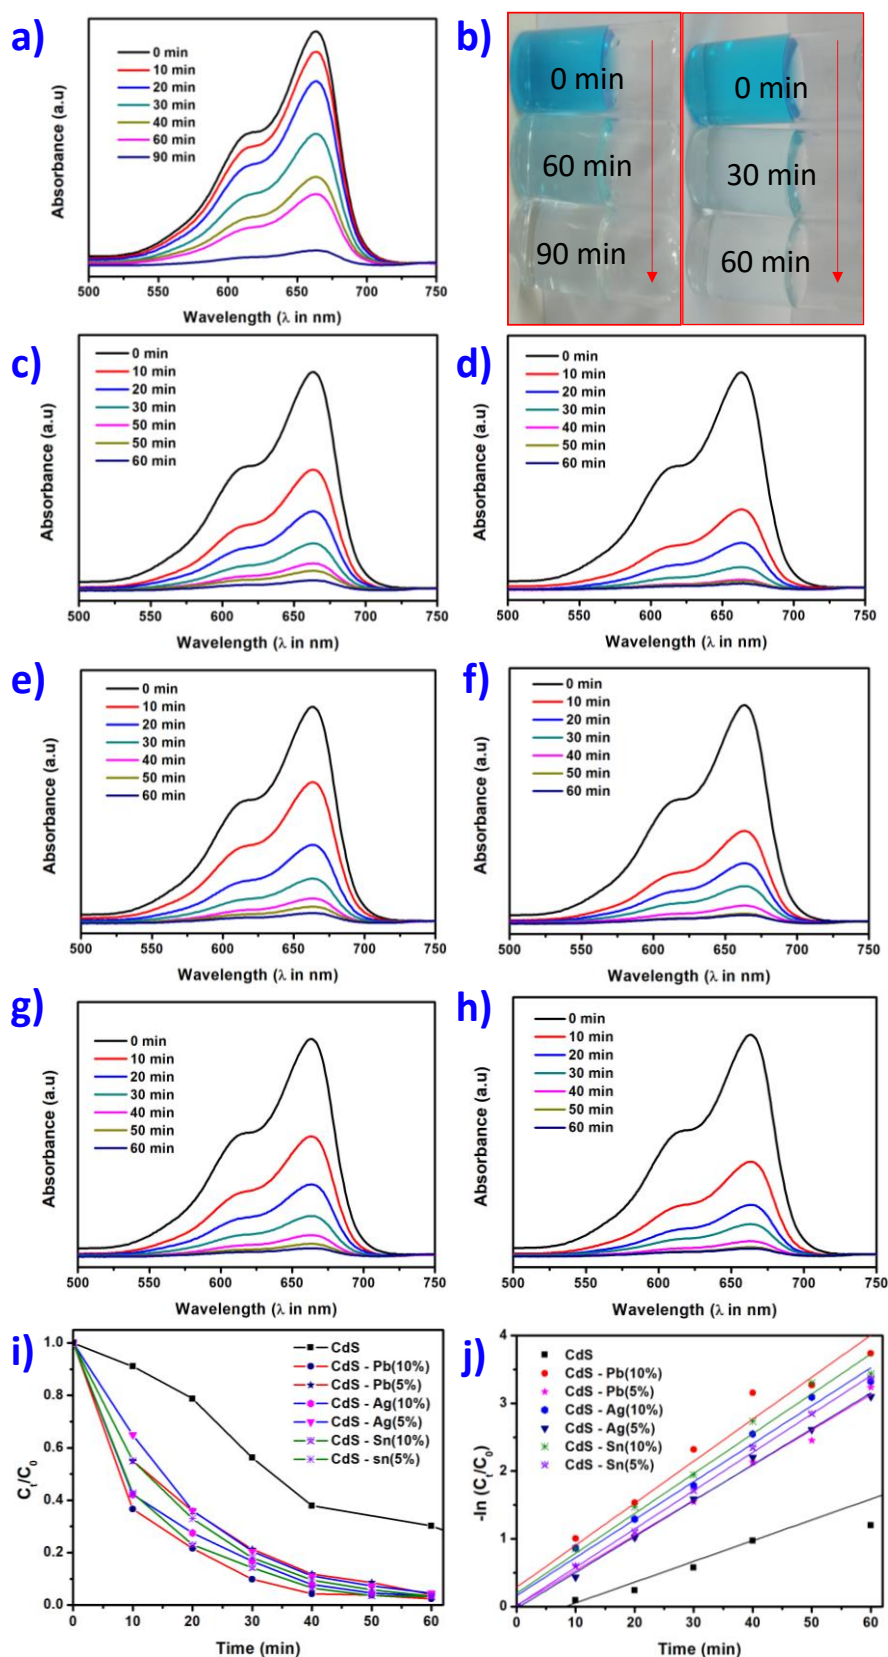 a)
0 min
10 min
20 min
30 min
40 min
60 min
90 min
Absorbance (a.u)
500 550 600 650 700 750
Wavelength (λ in nm)
b)
0 min
60 min
90 min
0 min
30 min
60 min
c)
0 min
10 min
20 min
30 min
50 min
50 min
60 min
Absorbance (a.u)
500 550 600 650 700 750
Wavelength (λ in nm)
d)
0 min
10 min
20 min
30 min
40 min
50 min
60 min
Absorbance (a.u)
500 550 600 650 700 750
Wavelength (λ in nm)
e)
0 min
10 min
20 min
30 min
40 min
50 min
60 min
Absorbance (a.u)
500 550 600 650 700 750
Wavelength (λ in nm)
f)
0 min
10 min
20 min
30 min
40 min
50 min
60 min
Absorbance (a.u)
500 550 600 650 700 750
Wavelength (λ in nm)
g)
0 min
10 min
20 min
30 min
40 min
50 min
60 min
Absorbance (a.u)
500 550 600 650 700 750
Wavelength (λ in nm)
h)
0 min
10 min
20 min
30 min
40 min
50 min
60 min
Absorbance (a.u)
500 550 600 650 700 750
Wavelength (λ in nm)
i)
CdS
CdS - Pb(10%)
CdS - Pb(5%)
CdS - Ag(10%)
CdS - Ag(5%)
CdS - Sn(10%)
CdS - sn(5%)
1.0
0.8
0.6
0.4
0.2
0.0
Cₜ/C₀
0 10 20 30 40 50 60
Time (min)
j)
CdS
CdS - Pb(10%)
CdS - Pb(5%)
CdS - Ag(10%)
CdS - Ag(5%)
CdS - Sn(10%)
CdS - Sn(5%)
4
3
2
1
0
-ln (Cₜ/C₀)
0 10 20 30 40 50 60
Time (min)